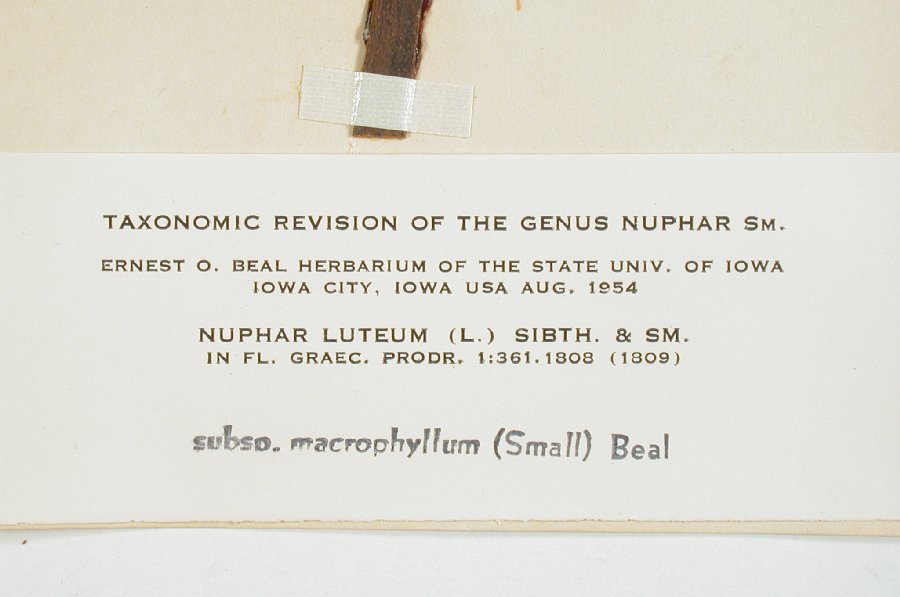 TAXONOMIC REVISION OF THE GENUS NUPHAR SM.
ERNEST O. BEAL HERBARIUM OF THE STATE UNIV. OF IOWA
IOWA CITY, IOWA USA AUG. 1954
NUPHAR LUTEUM (L.) SIBTH. & SM.
IN FL. GRAEC. PRODR. 1:361.1808 (1809)
subsp. macrophyllum (Small) Beal